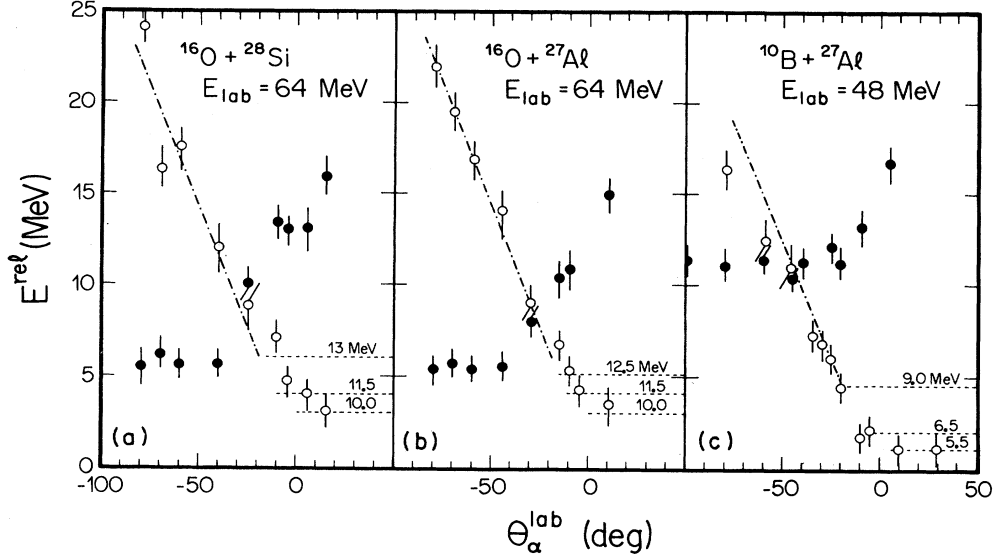 25
20
15
10
5
0
E^rel (MeV)
¹⁶O + ²⁸Si
E_lab = 64 MeV
13 MeV
11.5
10.0
(a)
¹⁶O + ²⁷Aℓ
E_lab = 64 MeV
12.5 MeV
11.5
10.0
(b)
¹⁰B + ²⁷Aℓ
E_lab = 48 MeV
9.0 MeV
6.5
5.5
(c)
-100 -50 0 -50 0 -50 0 50
Θ_α^lab (deg)